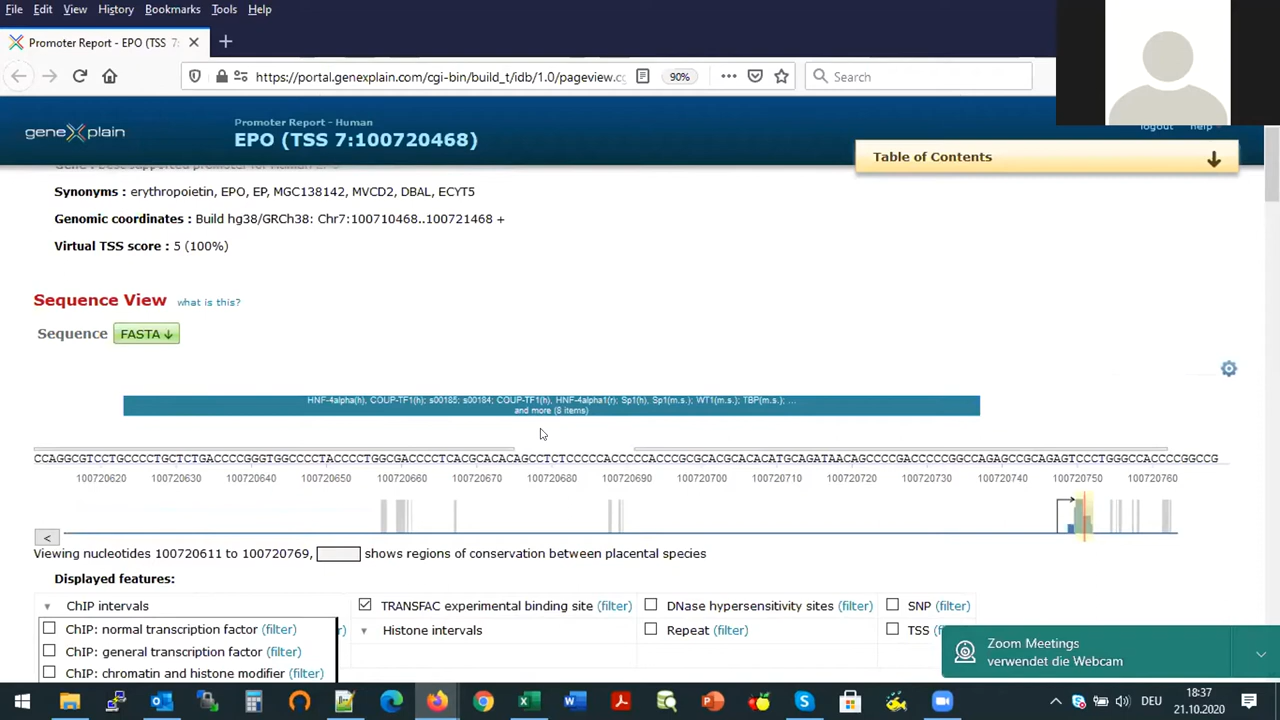 File Edit View History Bookmarks Tools Help
Promoter Report - EPO (TSS 7:
https://portal.genexplain.com/cgi-bin/build_t/idb/1.0/pageview.c
90%
Search
geneXplain
Promoter Report - Human
EPO (TSS 7:100720468)
logout help
Table of Contents
Synonyms : erythropoietin, EPO, EP, MGC138142, MVCD2, DBAL, ECYT5
Genomic coordinates : Build hg38/GRCh38: Chr7:100710468..100721468 +
Virtual TSS score : 5 (100%)
Sequence View what is this?
Sequence FASTA
HNF-4alpha(h), COUP-TF1(h); s00185; s00184; COUP-TF1(h), HNF-4alpha1(r); Sp1(h), Sp1(m.s.); WT1(m.s.); TBP(m.s.); ...
and more (8 items)
CCAGGCGTCCTGCCCCTGCTCTGACCCCGGGTGGCCCCTACCCCTGGCGACCCCTCACGCACACAGCCTCTCCCCCACCCCCACCCGCGCACGCACACATGCAGATAACAGCCCCGACCCCCGGCCAGAGCCGCAGAGTCCCTGGGCCACCCCGGCCG
100720620 100720630 100720640 100720650 100720660 100720670 100720680 100720690 100720700 100720710 100720720 100720730 100720740 100720750 100720760
<
Viewing nucleotides 100720611 to 100720769, shows regions of conservation between placental species
Displayed features:
ChIP intervals TRANSFAC experimental binding site (filter) DNase hypersensitivity sites (filter) SNP (filter)
ChIP: normal transcription factor (filter) Histone intervals Repeat (filter) TSS
ChIP: general transcription factor (filter)
ChIP: chromatin and histone modifier (filter)
Zoom Meetings
verwendet die Webcam
DEU
18:37
21.10.2020